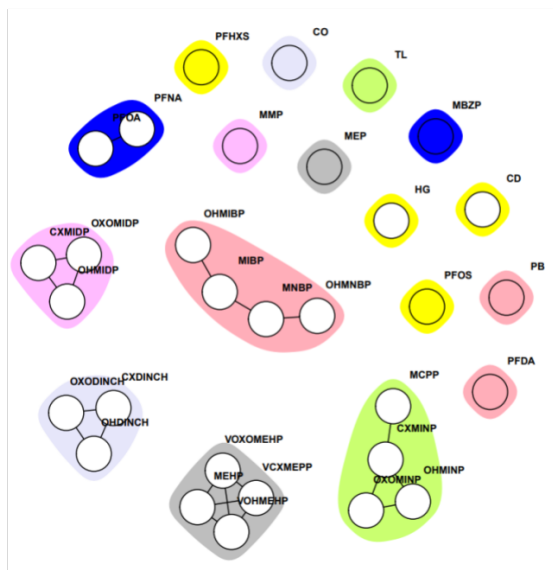 PFHXS
CO
TL
PFNA
PFOA
MMP
MEP
MBZP
OXOMIDP
CXMIDP
OHMIDP
OHMIBP
MIBP
MNBP
OHMNBP
HG
CD
PFOS
PB
PFDA
OXODINCH
CXDINCH
OHDINCH
VOXOMEHP
MEHP
VCXMEPP
VOHMEHP
MCPP
CXMINP
OXOMINP
OHMINP